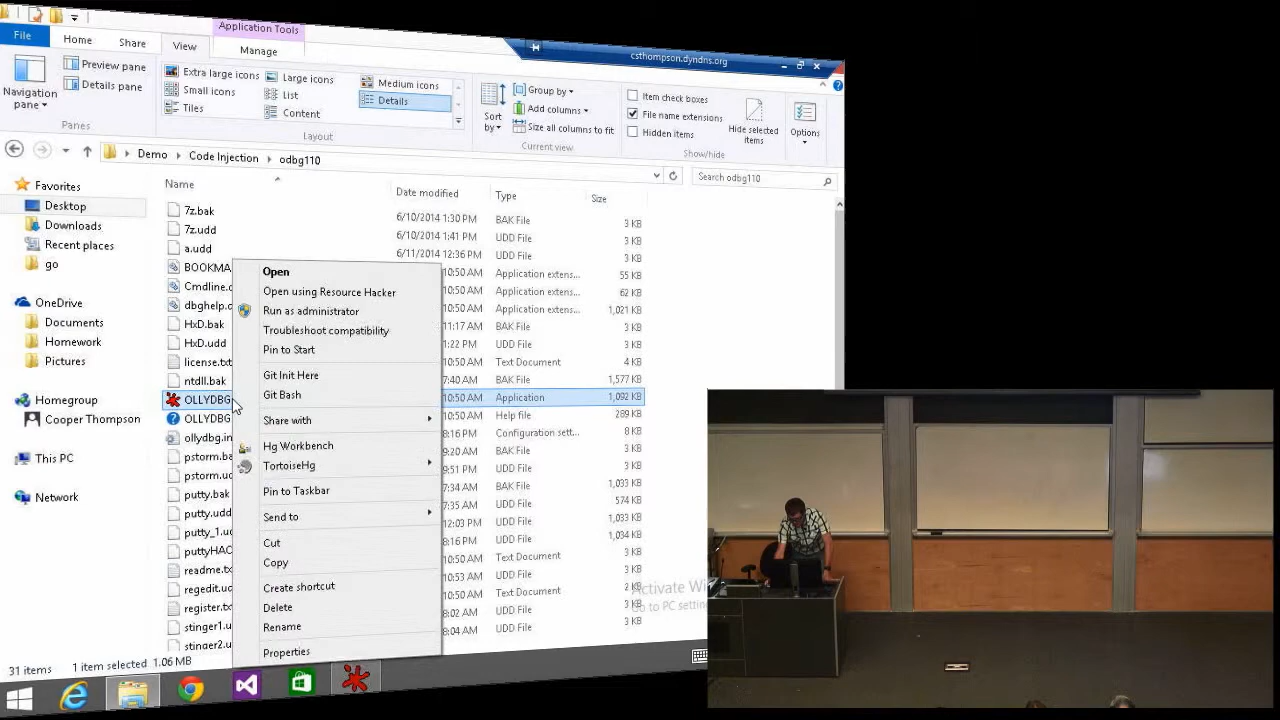 Application Tools
csthompson.dyndns.org
File
Home
Share
View
Manage
Navigation pane
Preview pane
Details pane
Panes
Extra large icons
Large icons
Medium icons
Small icons
List
Details
Tiles
Content
Layout
Sort by
Group by
Add columns
Size all columns to fit
Current view
Item check boxes
File name extensions
Hidden items
Hide selected items
Show/hide
Options
Demo
Code Injection
odbg110
Search odbg110
Favorites
Desktop
Downloads
Recent places
go
OneDrive
Documents
Homework
Pictures
Homegroup
Cooper Thompson
This PC
Network
Name
Date modified
Type
Size
7z.bak 6/10/2014 1:30 PM BAK File 3 KB
7z.udd 6/10/2014 1:41 PM UDD File 3 KB
a.udd 6/11/2014 12:36 PM UDD File 3 KB
BOOKMA 10:50 AM Application extens... 55 KB
Cmdline.d 10:50 AM Application extens... 62 KB
dbghelp.d 10:50 AM Application extens... 1,021 KB
HxD.bak 11:17 AM BAK File 3 KB
HxD.udd 1:22 PM UDD File 3 KB
license.txt 10:50 AM Text Document 4 KB
ntdll.bak 7:40 AM BAK File 1,577 KB
OLLYDBG 10:50 AM Application 1,092 KB
OLLYDBG 10:50 AM Help file 289 KB
ollydbg.in 8:16 PM Configuration sett... 8 KB
pstorm.ba 9:20 AM BAK File 3 KB
pstorm.ud 9:51 PM UDD File 3 KB
putty.bak 7:34 AM BAK File 1,033 KB
putty.udd 7:35 AM UDD File 574 KB
putty_1.ud 12:03 PM UDD File 1,033 KB
puttyHAC 8:16 PM UDD File 1,034 KB
readme.tx 10:50 AM Text Document 3 KB
regedit.ud 10:53 AM UDD File 3 KB
register.tx 10:50 AM Text Document 2 KB
stinger1.u 8:02 AM UDD File 3 KB
stinger2.u 8:04 AM UDD File 3 KB
Open
Open using Resource Hacker
Run as administrator
Troubleshoot compatibility
Pin to Start
Git Init Here
Git Bash
Share with
Hg Workbench
TortoiseHg
Pin to Taskbar
Send to
Cut
Copy
Create shortcut
Delete
Rename
Properties
Activate Wi
Go to PC settin
31 items
1 item selected 1.06 MB